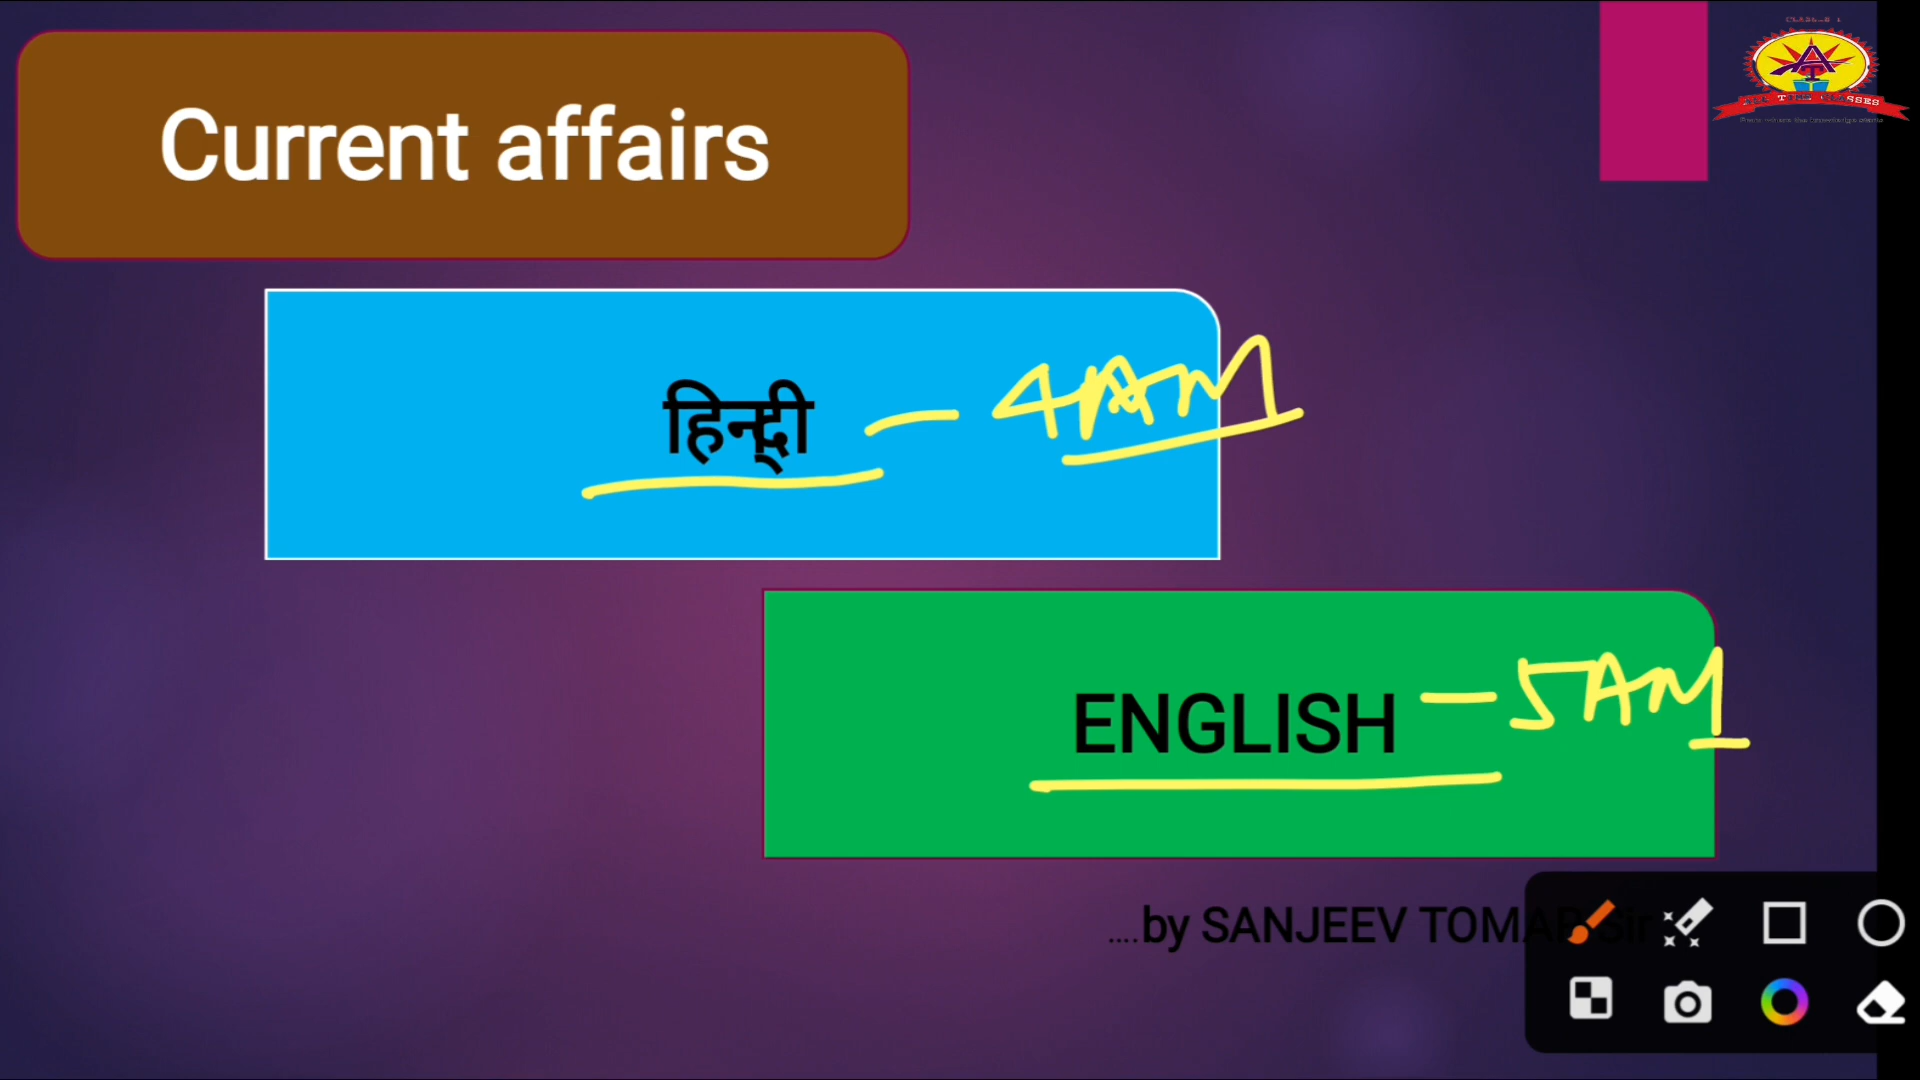 Current affairs
हिन्द्दी - 4AM
ENGLISH - 5AM
....by SANJEEV TOMAR Sir